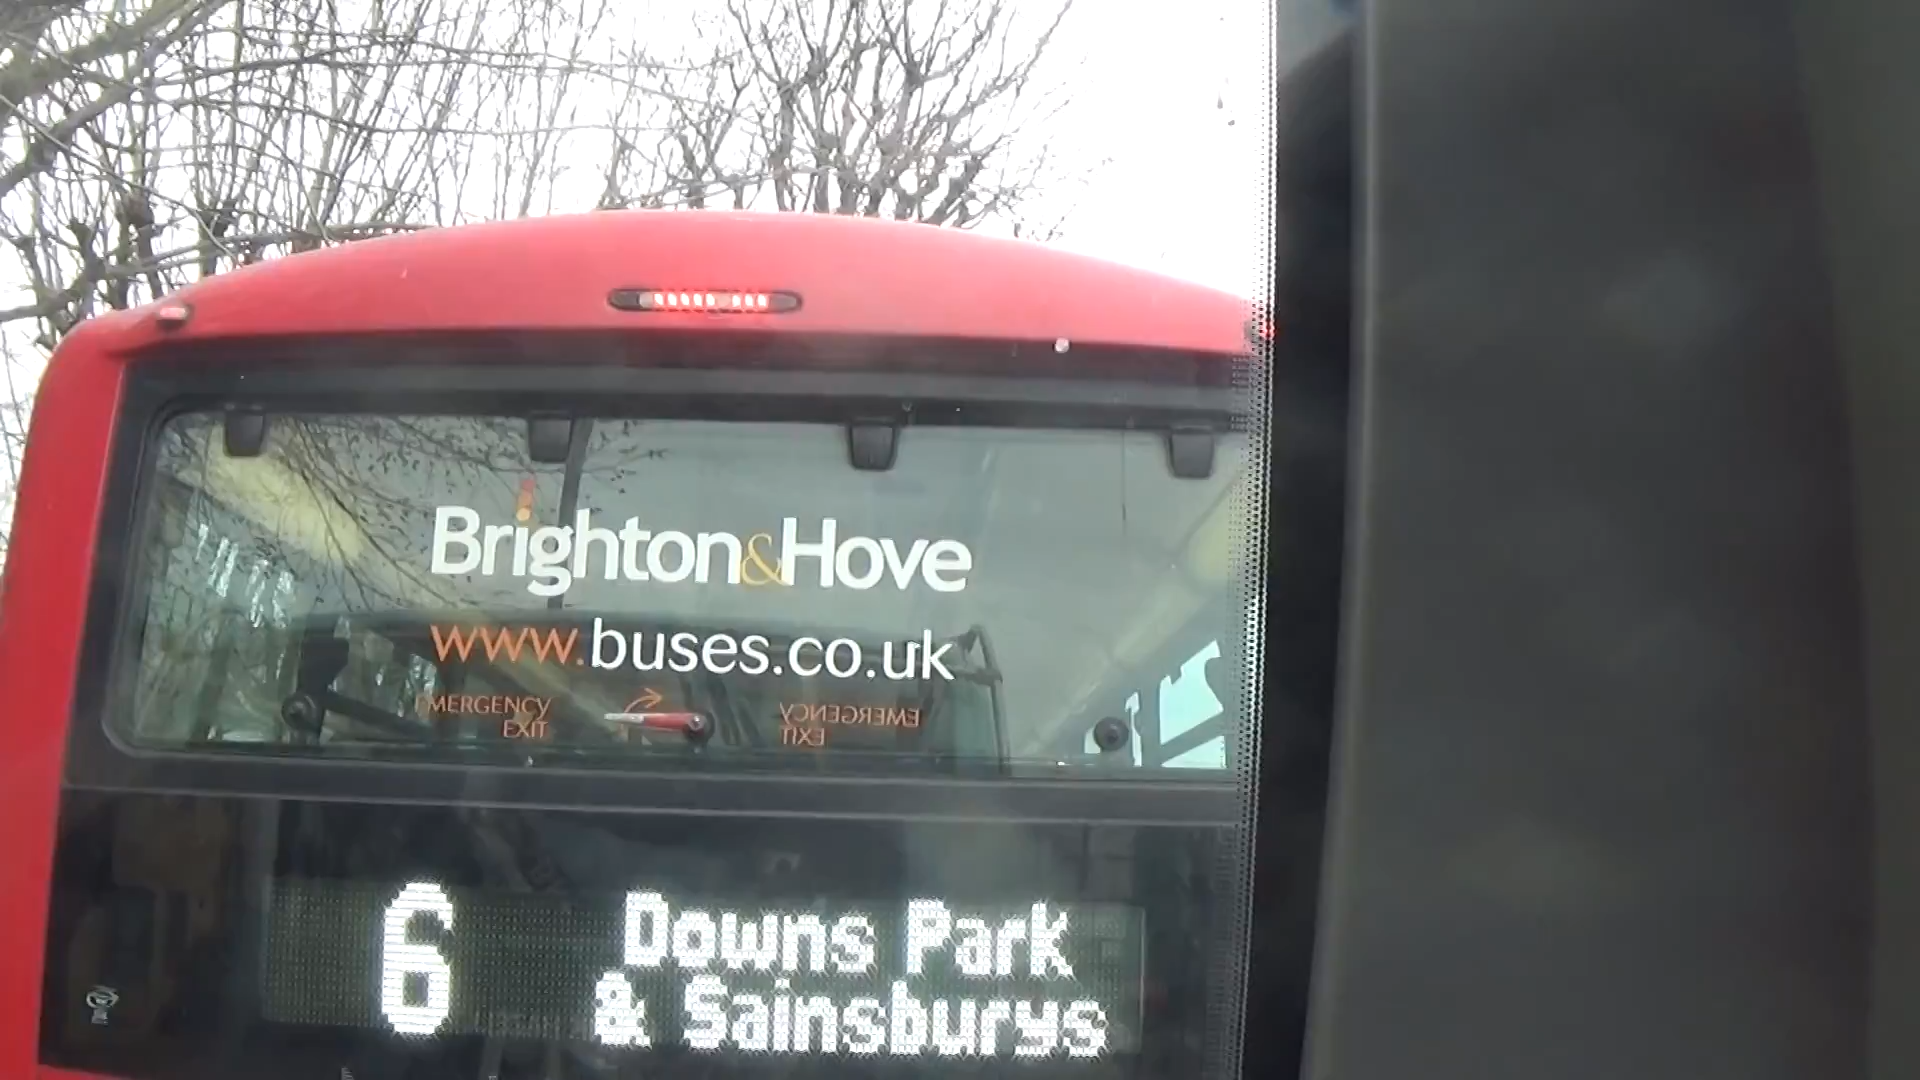 Brighton&Hove
www.buses.co.uk
EMERGENCY EXIT
EMERGENCY EXIT
6 Downs Park
& Sainsburys